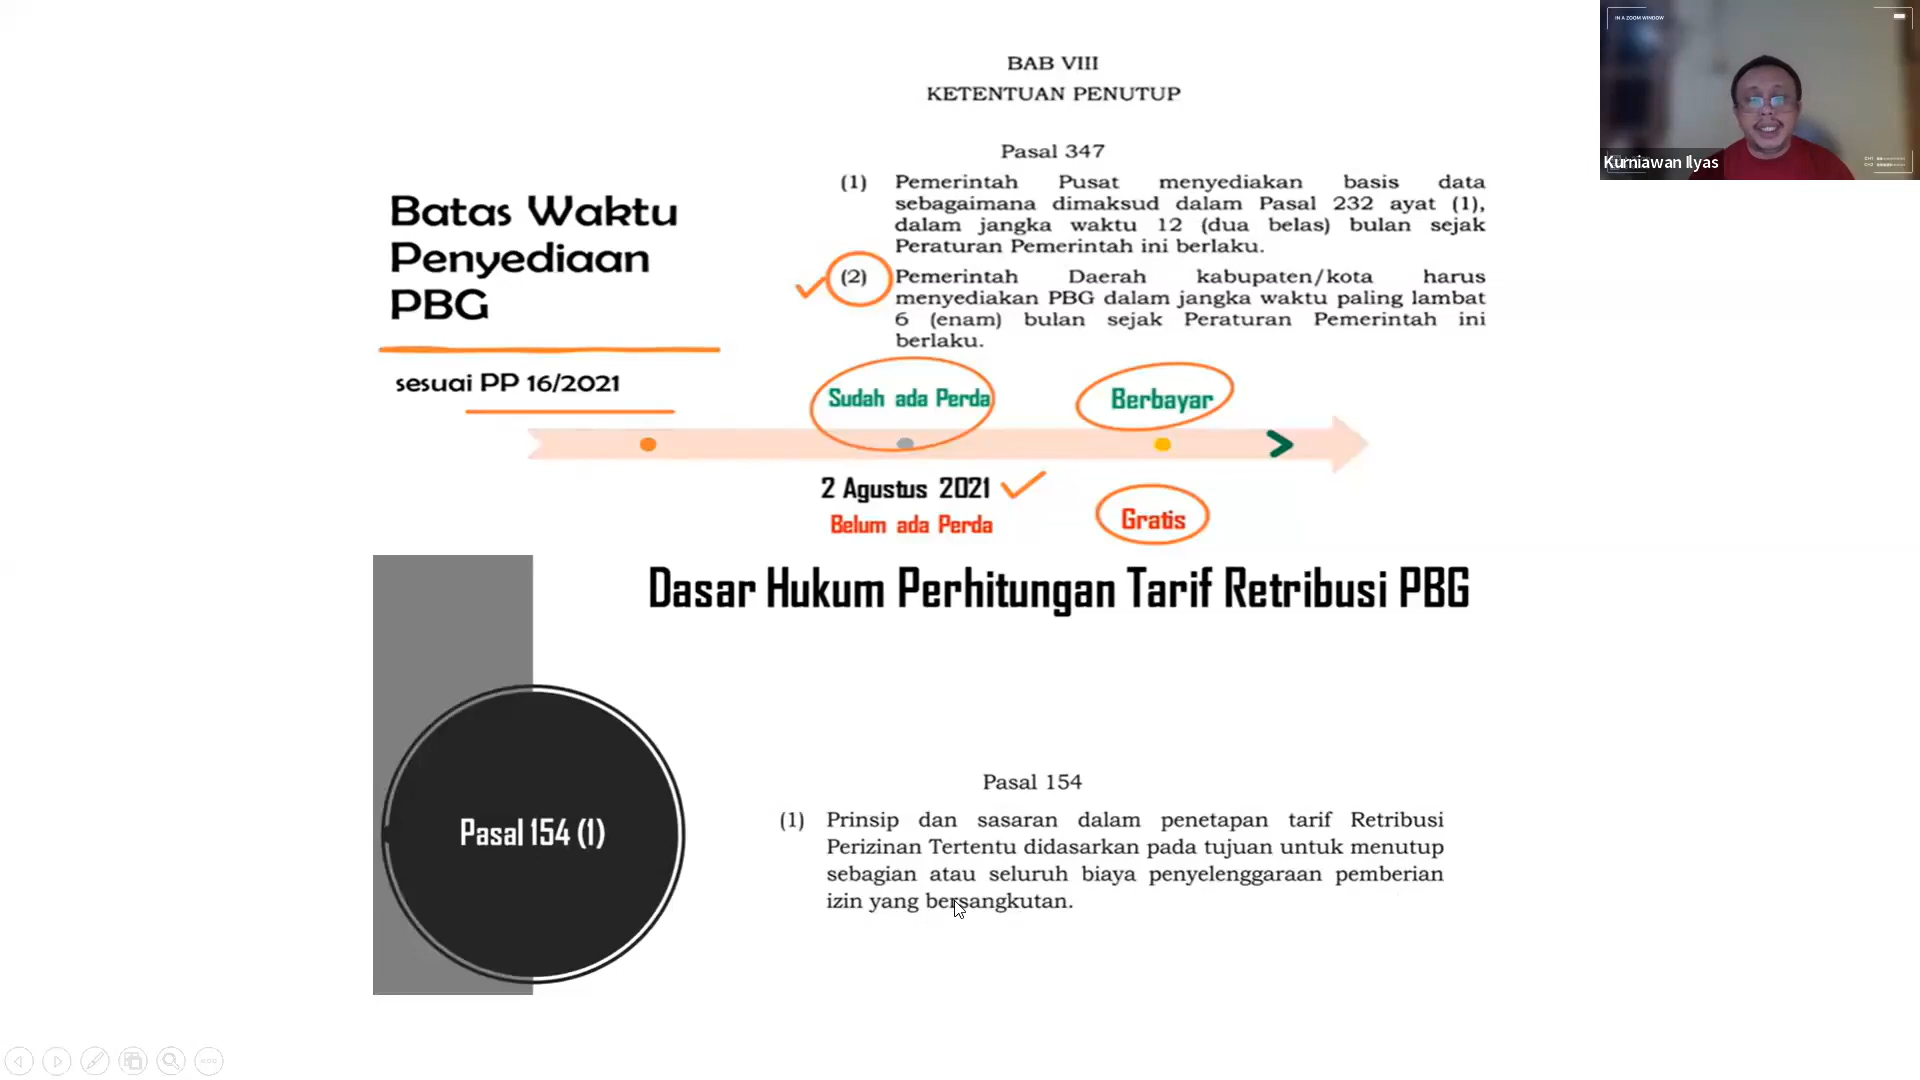 BAB VIII
KETENTUAN PENUTUP
Pasal 347
(1) Pemerintah Pusat menyediakan basis data
sebagaimana dimaksud dalam Pasal 232 ayat (1),
dalam jangka waktu 12 (dua belas) bulan sejak
Peraturan Pemerintah ini berlaku.
(2) Pemerintah Daerah kabupaten/kota harus
menyediakan PBG dalam jangka waktu paling lambat
6 (enam) bulan sejak Peraturan Pemerintah ini
berlaku.
Batas Waktu
Penyediaan
PBG
sesuai PP 16/2021
Sudah ada Perda
Berbayar
2 Agustus 2021
Belum ada Perda
Gratis
Dasar Hukum Perhitungan Tarif Retribusi PBG
Pasal 154 (1)
Pasal 154
(1) Prinsip dan sasaran dalam penetapan tarif Retribusi
Perizinan Tertentu didasarkan pada tujuan untuk menutup
sebagian atau seluruh biaya penyelenggaraan pemberian
izin yang bersangkutan.
IN A ZOOM WINDOW
Kurniawan Ilyas